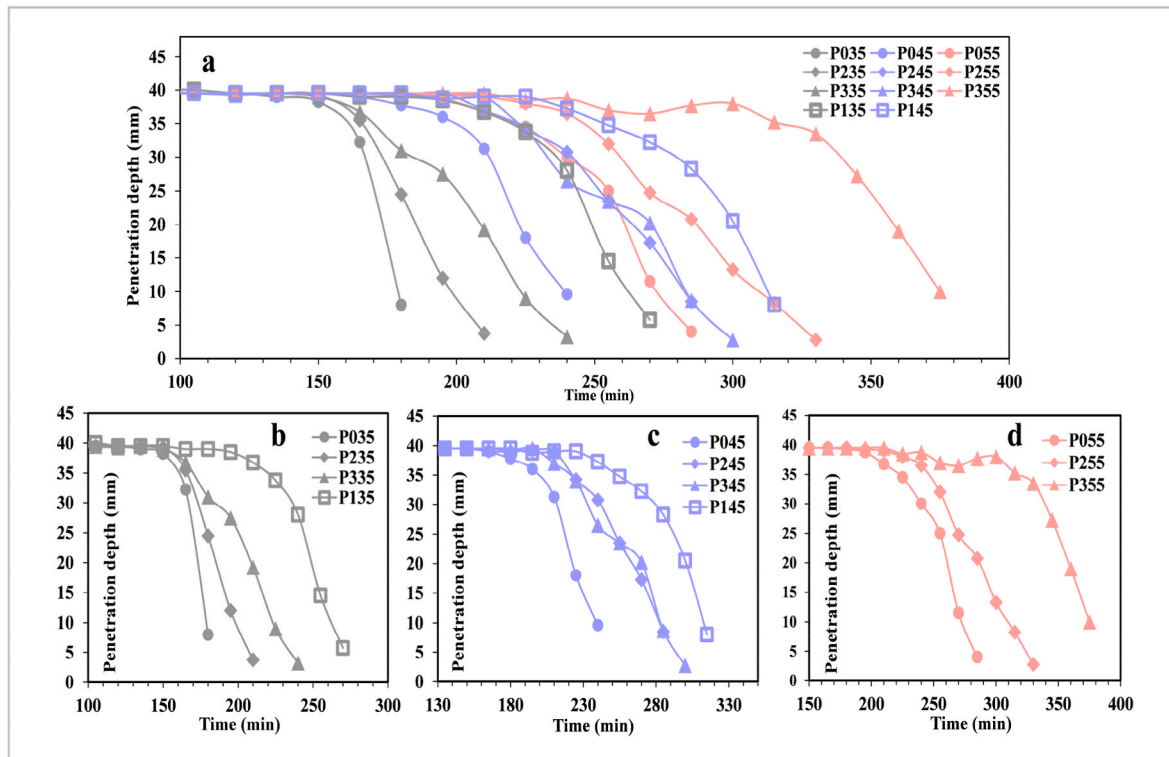 a
P035 P045 P055
P235 P245 P255
P335 P345 P355
P135 P145
Penetration depth (mm)
45
40
35
30
25
20
15
10
5
0
100 150 200 250 300 350 400
Time (min)
b
P035
P235
P335
P135
Penetration depth (mm)
45
40
35
30
25
20
15
10
5
0
100 150 200 250 300
Time (min)
c
P045
P245
P345
P145
Penetration depth (mm)
45
40
35
30
25
20
15
10
5
0
130 180 230 280 330
Time (min)
d
P055
P255
P355
Penetration depth (mm)
45
40
35
30
25
20
15
10
5
0
150 200 250 300 350 400
Time (min)